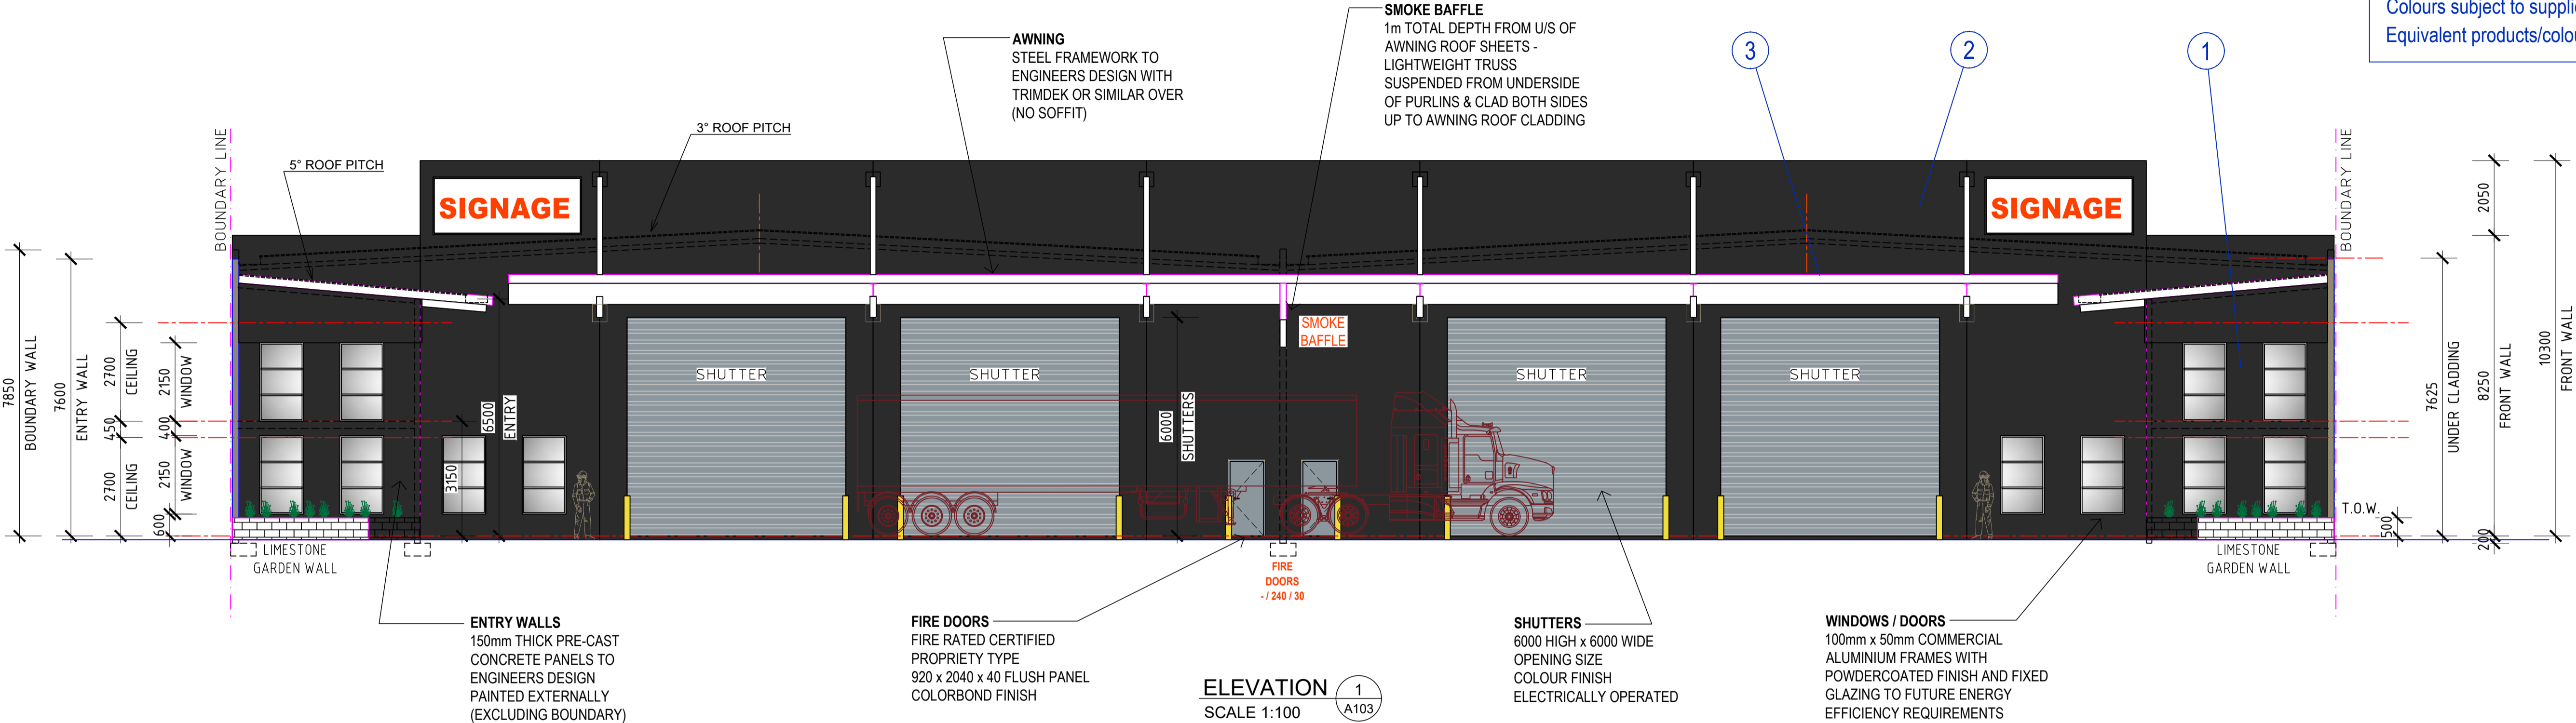 Colours subject to
Equivalent
SMOKE BAFFLE
1m TOTAL DEPTH FROM U/S OF
AWNING ROOF SHEETS -
LIGHTWEIGHT TRUSS
SUSPENDED FROM UNDERSIDE
OF PURLINS & CLAD BOTH SIDES
UP TO AWNING ROOF CLADDING
AWNING
STEEL FRAMEWORK TO
ENGINEERS DESIGN WITH
TRIMDEK OR SIMILAR OVER
(NO SOFFIT)
3
2
1
3° ROOF PITCH
5° ROOF PITCH
BOUNDARY LINE
BOUNDARY LINE
SIGNAGE
SIGNAGE
7850
BOUNDARY WALL
7600
ENTRY WALL
2700
CEILING
450
2700
CEILING
2150
WINDOW
400
2150
WINDOW
600
3150
6500
ENTRY
SHUTTER
SHUTTER
SHUTTER
SHUTTER
6000
SHUTTERS
SMOKE
BAFFLE
T.O.W.
500
7625
UNDER CLADDING
2050
8250
FRONT WALL
200
10300
FRONT WALL
LIMESTONE
GARDEN WALL
LIMESTONE
GARDEN WALL
FIRE
DOORS
- / 240 / 30
ENTRY WALLS
150mm THICK PRE-CAST
CONCRETE PANELS TO
ENGINEERS DESIGN
PAINTED EXTERNALLY
(EXCLUDING BOUNDARY)
FIRE DOORS
FIRE RATED CERTIFIED
PROPRIETY TYPE
920 x 2040 x 40 FLUSH PANEL
COLORBOND FINISH
SHUTTERS
6000 HIGH x 6000 WIDE
OPENING SIZE
COLOUR FINISH
ELECTRICALLY OPERATED
WINDOWS / DOORS
100mm x 50mm COMMERCIAL
ALUMINIUM FRAMES WITH
POWDERCOATED FINISH AND FIXED
GLAZING TO FUTURE ENERGY
EFFICIENCY REQUIREMENTS
ELEVATION
SCALE 1:100
1
A103